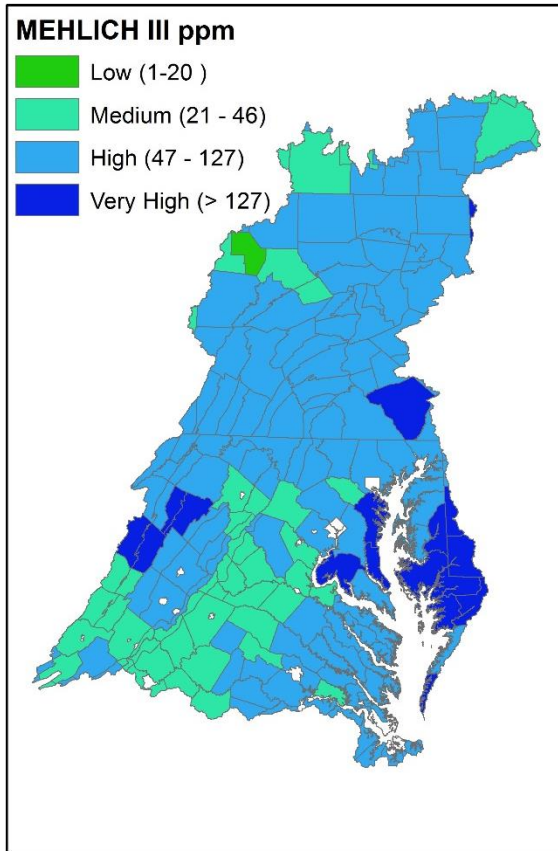 MEHLICH III ppm
Low (1-20 )
Medium (21 - 46)
High (47 - 127)
Very High (> 127)